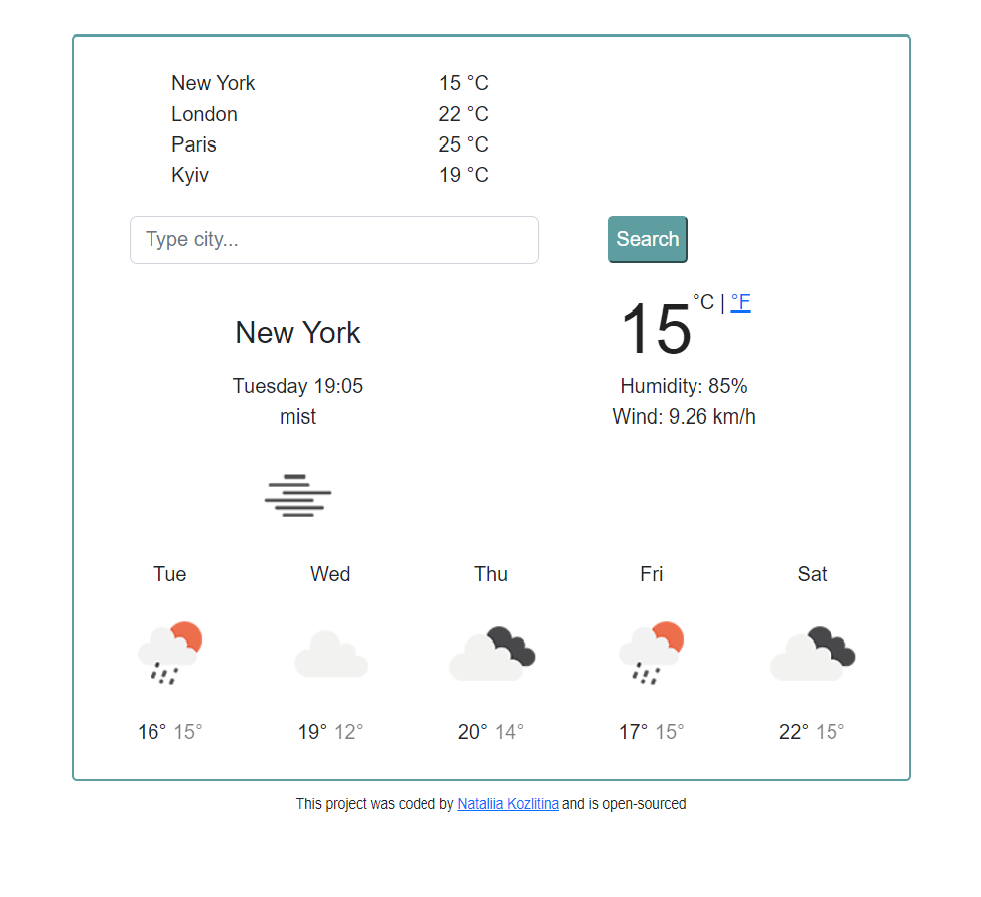 New York 15 °C
London 22 °C
Paris 25 °C
Kyiv 19 °C
Type city... Search
New York 15 °C | °F
Tuesday 19:05 Humidity: 85%
mist Wind: 9.26 km/h
Tue Wed Thu Fri Sat
16° 15° 19° 12° 20° 14° 17° 15° 22° 15°
This project was coded by Nataliia Kozlitina and is open-sourced